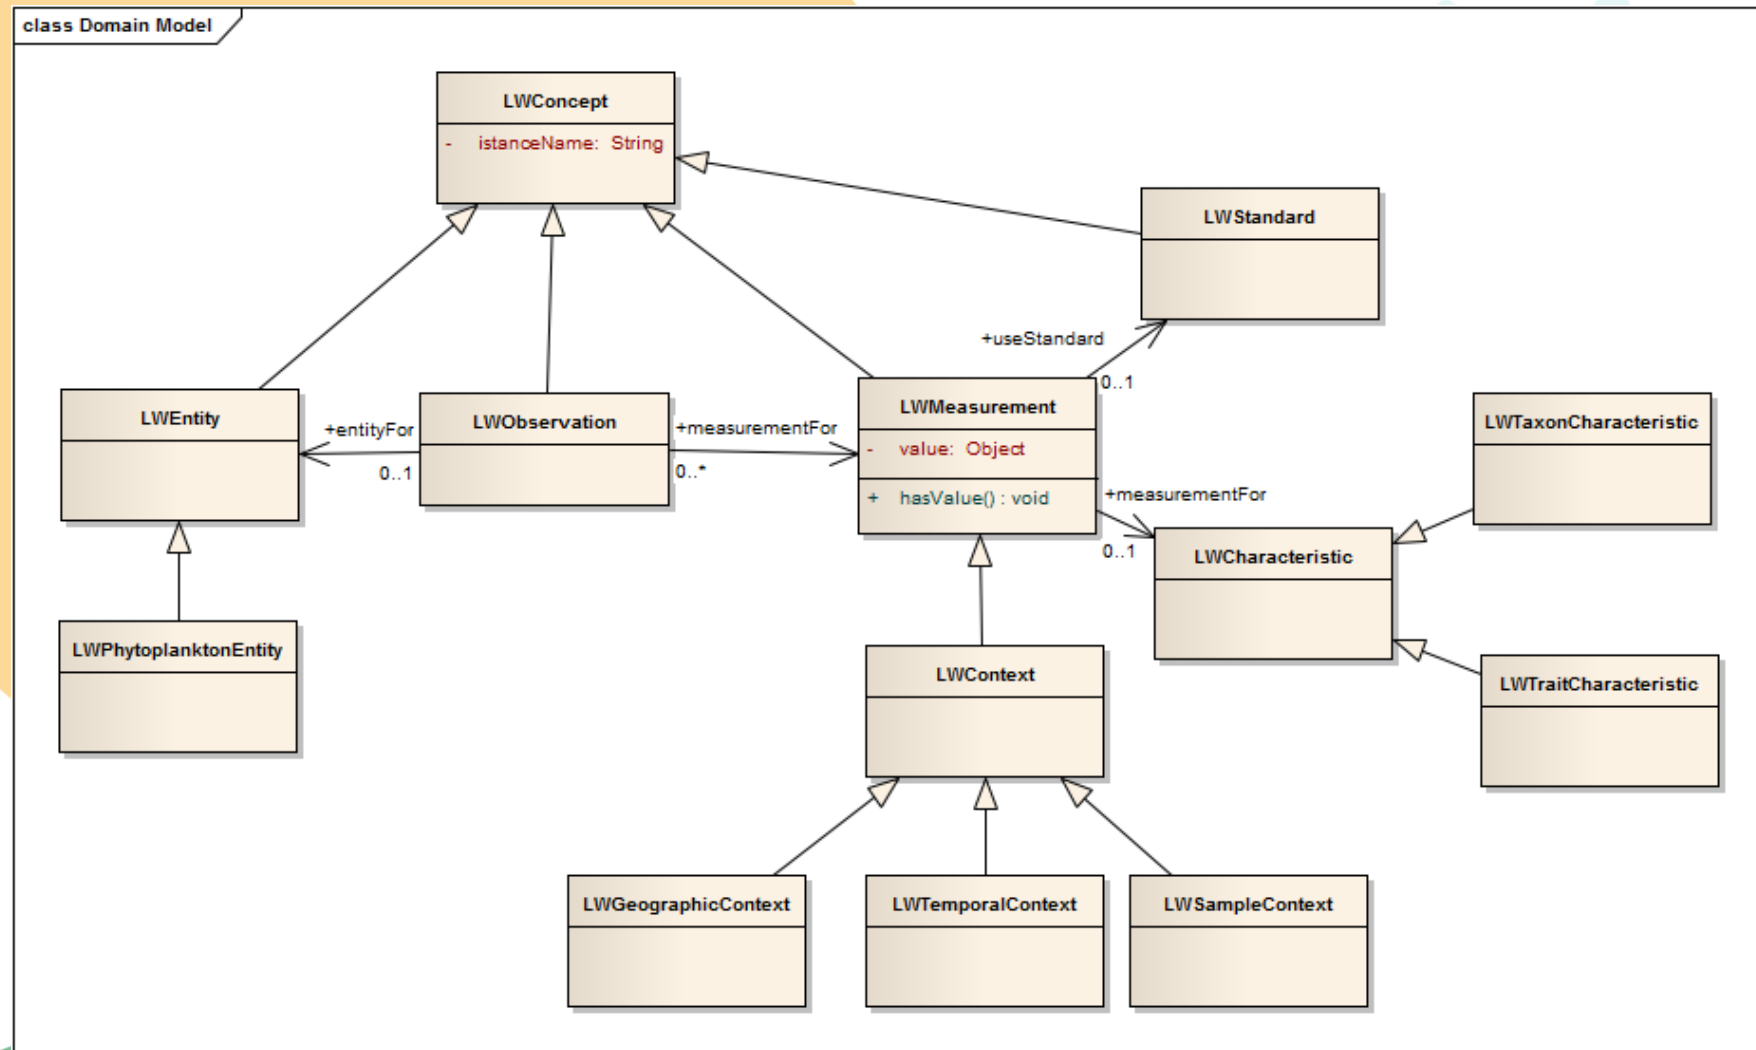 class Domain Model
LWConcept
- istanceName: String
LWStandard
+useStandard
0..1
LWEntity
+entityFor
0..1
LWObservation
+measurementFor
0..*
LWMeasurement
- value: Object
+ hasValue() : void
+measurementFor
0..1
LWTaxonCharacteristic
LWCharacteristic
LWPhytoplanktonEntity
LWContext
LWTraitCharacteristic
LWGeographicContext
LWTemporalContext
LWSampleContext